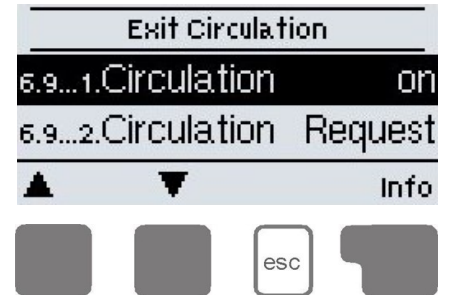 Exit Circulation
6.9...1.Circulation on
6.9...2.Circulation Request
▲ ▼ Info
esc